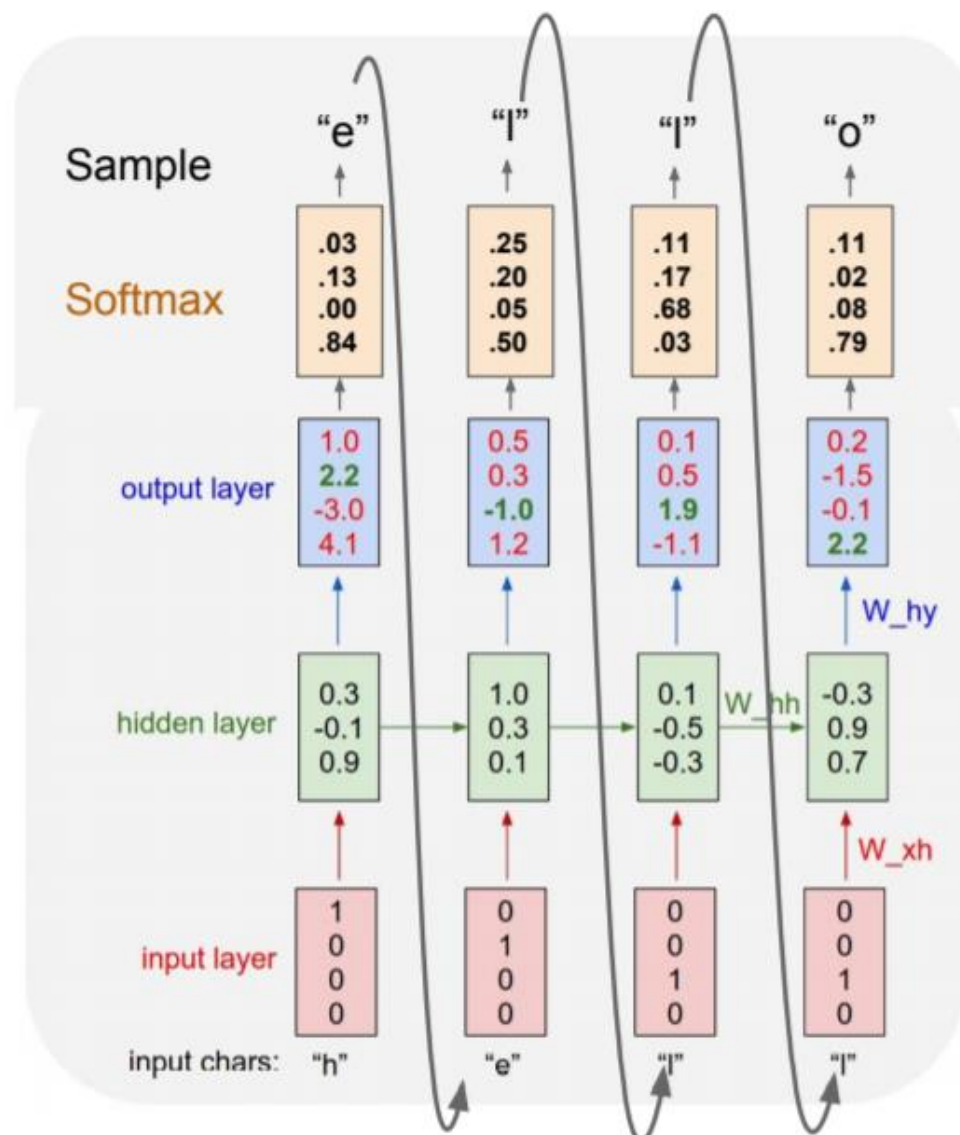 “e” “l” “l” “o”
Sample
.03 .25 .11 .11
.13 .20 .17 .02
Softmax
.00 .05 .68 .08
.84 .50 .03 .79
1.0 0.5 0.1 0.2
2.2 0.3 0.5 -1.5
output layer
-3.0 -1.0 1.9 -0.1
4.1 1.2 -1.1 2.2
W_hy
0.3 1.0 0.1 W_hh -0.3
hidden layer -0.1 0.3 -0.5 0.9
0.9 0.1 -0.3 0.7
W_xh
1 0 0 0
0 1 0 0
input layer
0 0 1 1
0 0 0 0
input chars: “h” “e” “l” “l”